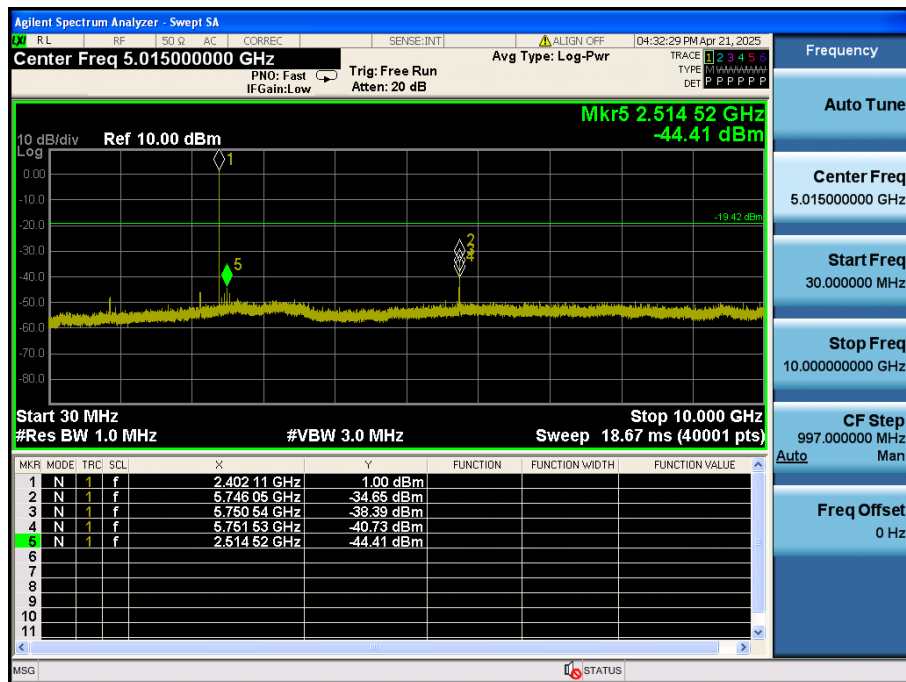 Agilent Spectrum Analyzer - Swept SA
LXI RL RF 50 Ω AC CORREC SENSE:INT ALIGN OFF 04:32:29 PM Apr 21, 2025
Center Freq 5.015000000 GHz
PNO: Fast
IFGain:Low
Trig: Free Run
Atten: 20 dB
Avg Type: Log-Pwr
TRACE 1 2 3 4 5 6
TYPE M
DET P P P P P P
Mkr5 2.514 52 GHz
-44.41 dBm
10 dB/div Ref 10.00 dBm
Log
0.00
-10.0
-20.0
-30.0
-40.0
-50.0
-60.0
-70.0
-80.0
1
2
3
4
5
-19.42 dBm
Start 30 MHz Stop 10.000 GHz
#Res BW 1.0 MHz #VBW 3.0 MHz Sweep 18.67 ms (40001 pts)
MKR MODE TRC SCL X Y FUNCTION FUNCTION WIDTH FUNCTION VALUE
1 N 1 f 2.402 11 GHz 1.00 dBm
2 N 1 f 5.746 05 GHz -34.65 dBm
3 N 1 f 5.750 54 GHz -38.39 dBm
4 N 1 f 5.751 53 GHz -40.73 dBm
5 N 1 f 2.514 52 GHz -44.41 dBm
6
7
8
9
10
11
MSG STATUS
Frequency
Auto Tune
Center Freq
5.015000000 GHz
Start Freq
30.000000 MHz
Stop Freq
10.000000000 GHz
CF Step
997.000000 MHz
Auto Man
Freq Offset
0 Hz